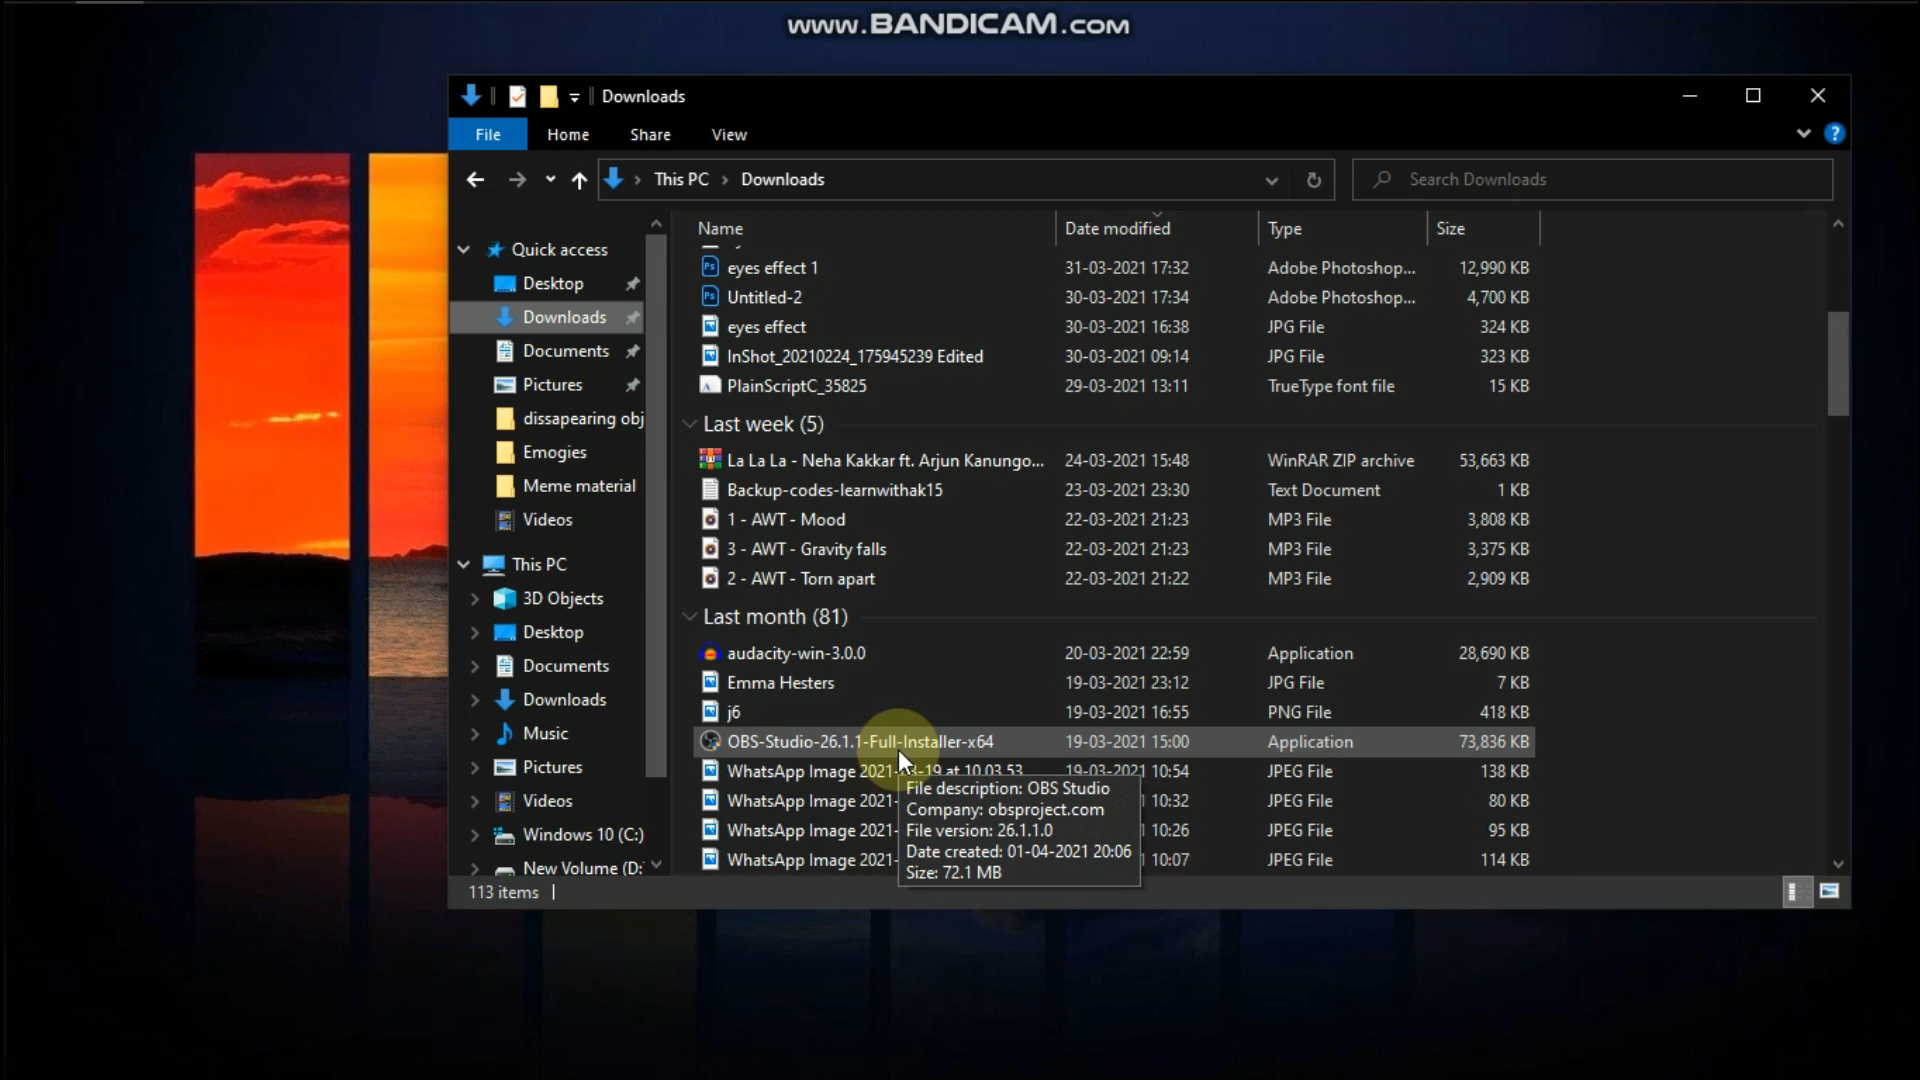 www.BANDICAM.com
Downloads
File Home Share View
This PC Downloads
Search Downloads
Name Date modified Type Size
Quick access
Desktop
Downloads
Documents
Pictures
dissapearing obj
Emogies
Meme material
Videos
This PC
3D Objects
Desktop
Documents
Downloads
Music
Pictures
Videos
Windows 10 (C:)
New Volume (D:
eyes effect 1 31-03-2021 17:32 Adobe Photoshop... 12,990 KB
Untitled-2 30-03-2021 17:34 Adobe Photoshop... 4,700 KB
eyes effect 30-03-2021 16:38 JPG File 324 KB
InShot_20210224_175945239 Edited 30-03-2021 09:14 JPG File 323 KB
PlainScriptC_35825 29-03-2021 13:11 TrueType font file 15 KB
Last week (5)
La La La - Neha Kakkar ft. Arjun Kanungo... 24-03-2021 15:48 WinRAR ZIP archive 53,663 KB
Backup-codes-learnwithak15 23-03-2021 23:30 Text Document 1 KB
1 - AWT - Mood 22-03-2021 21:23 MP3 File 3,808 KB
3 - AWT - Gravity falls 22-03-2021 21:23 MP3 File 3,375 KB
2 - AWT - Torn apart 22-03-2021 21:22 MP3 File 2,909 KB
Last month (81)
audacity-win-3.0.0 20-03-2021 22:59 Application 28,690 KB
Emma Hesters 19-03-2021 23:12 JPG File 7 KB
j6 19-03-2021 16:55 PNG File 418 KB
OBS-Studio-26.1.1-Full-Installer-x64 19-03-2021 15:00 Application 73,836 KB
WhatsApp Image 2021-03-19 at 10.03.53 19-03-2021 10:54 JPEG File 138 KB
WhatsApp Image 2021- 10:32 JPEG File 80 KB
WhatsApp Image 2021- 10:26 JPEG File 95 KB
WhatsApp Image 2021- 10:07 JPEG File 114 KB
File description: OBS Studio
Company: obsproject.com
File version: 26.1.1.0
Date created: 01-04-2021 20:06
Size: 72.1 MB
113 items